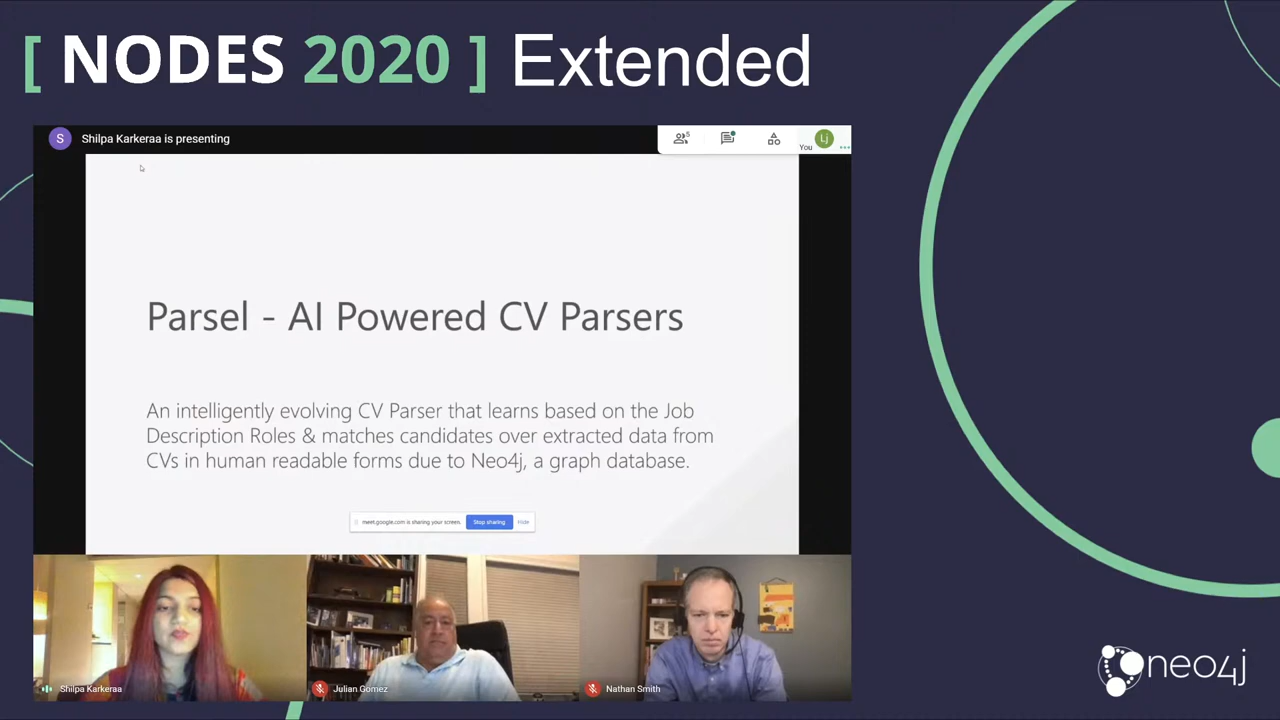 [ NODES 2020 ] Extended
S Shilpa Karkeraa is presenting
5
You
Lj
Parsel - AI Powered CV Parsers
An intelligently evolving CV Parser that learns based on the Job
Description Roles & matches candidates over extracted data from
CVs in human readable forms due to Neo4j, a graph database.
meet.google.com is sharing your screen. Stop sharing Hide
Shilpa Karkeraa
Julian Gomez
Nathan Smith
neo4j